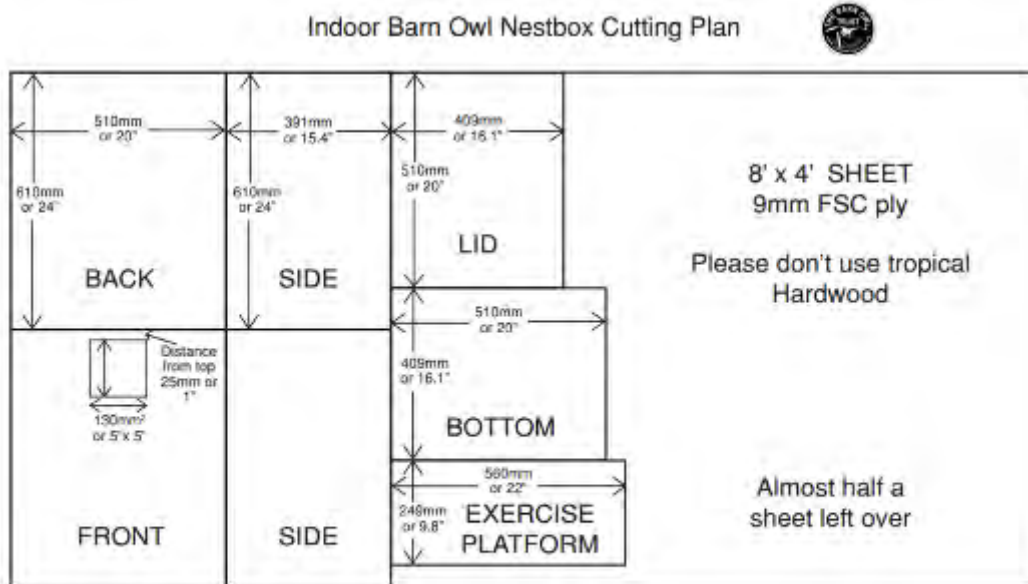 Indoor Barn Owl Nestbox Cutting Plan
510mm
or 20"
610mm
or 24"
BACK
391mm
or 15.4"
610mm
or 24"
SIDE
409mm
or 16.1"
510mm
or 20"
LID
8' x 4' SHEET
9mm FSC ply
Please don't use tropical
Hardwood
Distance
from top
25mm or
1"
130mm²
or 5"x 5"
FRONT
SIDE
510mm
or 20"
409mm
or 16.1"
BOTTOM
560mm
or 22"
249mm
or 9.8"
EXERCISE
PLATFORM
Almost half a
sheet left over